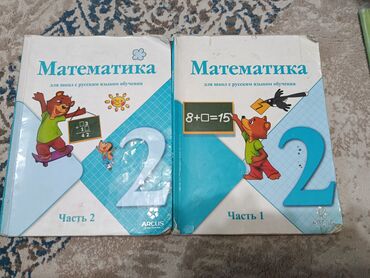 Математика
для школ с русским языком обучения
2
Часть 2
ARCUS
Математика
для школ с русским языком обучения
8+□=15
2
Часть 1
ARCUS